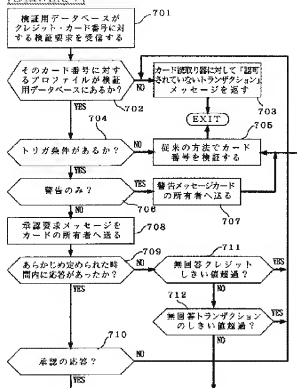 701
検証用データベースが
クレジット・カード番号に対
する検証要求を受信する
そのカード番号に対す
るプロファイルが検証
用データベースにあるか?
NO
702
YES
カード読取り器に対して「認可
されていないトランザクション」
メッセージを返す
703
EXIT
704
705
トリガ条件があるか?
NO
従来の方法でカード
番号を検証する
YES
警告のみ?
YES
警告メッセージカード
の所有者へ送る
706
707
NO
承認要求メッセージを
カードの所有者へ送る
708
709
711
あらかじめ定められた時
間内に応答があったか?
NO
無回答クレジット
しきい値超過?
YES
YES
712
NO
無回答トランザクション
のしきい値超過?
YES
710
承認の応答?
NO
YES
NO